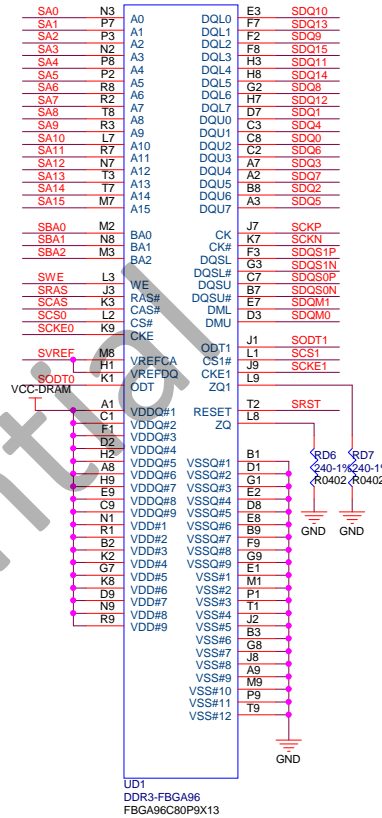 SA0 N3 A0 DQL0 E3 SDQ10
SA1 P7 A1 DQL1 F7 SDQ13
SA2 P3 A2 DQL2 F2 SDQ9
SA3 N2 A3 DQL3 F8 SDQ15
SA4 P8 A4 DQL4 H3 SDQ11
SA5 P2 A5 DQL5 H8 SDQ14
SA6 R8 A6 DQL6 G2 SDQ8
SA7 R2 A7 DQL7 H7 SDQ12
SA8 T8 A8 DQU0 D7 SDQ1
SA9 R3 A9 DQU1 C3 SDQ4
SA10 L7 A10 DQU2 C8 SDQ0
SA11 R7 A11 DQU3 C2 SDQ6
SA12 N7 A12 DQU4 A7 SDQ3
SA13 T3 A13 DQU5 A2 SDQ7
SA14 T7 A14 DQU6 B8 SDQ2
SA15 M7 A15 DQU7 A3 SDQ5
SBA0 M2 BA0 CK J7 SCKP
SBA1 N8 BA1 CK# K7 SCKN
SBA2 M3 BA2 DQSL F3 SDQS1P
DQSL# G3 SDQS1N
SWE L3 WE DQSU C7 SDQS0P
SRAS J3 RAS# DQSU# B7 SDQS0N
SCAS K3 CAS# DML E7 SDQM1
SCS0 L2 CS# DMU D3 SDQM0
SCKE0 K9 CKE
ODT1 J1 SODT1
SVREF M8 VREFCA CS1# L1 SCS1
H1 VREFDQ CKE1 J9 SCKE1
SODT0 K1 ODT ZQ1 L9
VCC-DRAM
A1 VDDQ#1 RESET T2 SRST
C1 VDDQ#2 ZQ L8
F1 VDDQ#3
D2 VDDQ#4
H2 VDDQ#5 VSSQ#1 B1
A8 VDDQ#6 VSSQ#2 D1
H9 VDDQ#7 VSSQ#3 G1
E9 VDDQ#8 VSSQ#4 E2
C9 VDDQ#9 VSSQ#5 D8
N1 VDD#1 VSSQ#6 E8
R1 VDD#2 VSSQ#7 B9
B2 VDD#3 VSSQ#8 F9
K2 VDD#4 VSSQ#9 G9
G7 VDD#5 VSS#1 E1
K8 VDD#6 VSS#2 M1
D9 VDD#7 VSS#3 P1
N9 VDD#8 VSS#4 T1
R9 VDD#9 VSS#5 J2
VSS#6 B3
VSS#7 G8
VSS#8 J8
VSS#9 A9
VSS#10 M9
VSS#11 P9
VSS#12 T9
RD6 RD7
240-1% 240-1%
R0402 R0402
GND GND
GND
UD1
DDR3-FBGA96
FBGA96C80P9X13
ntial